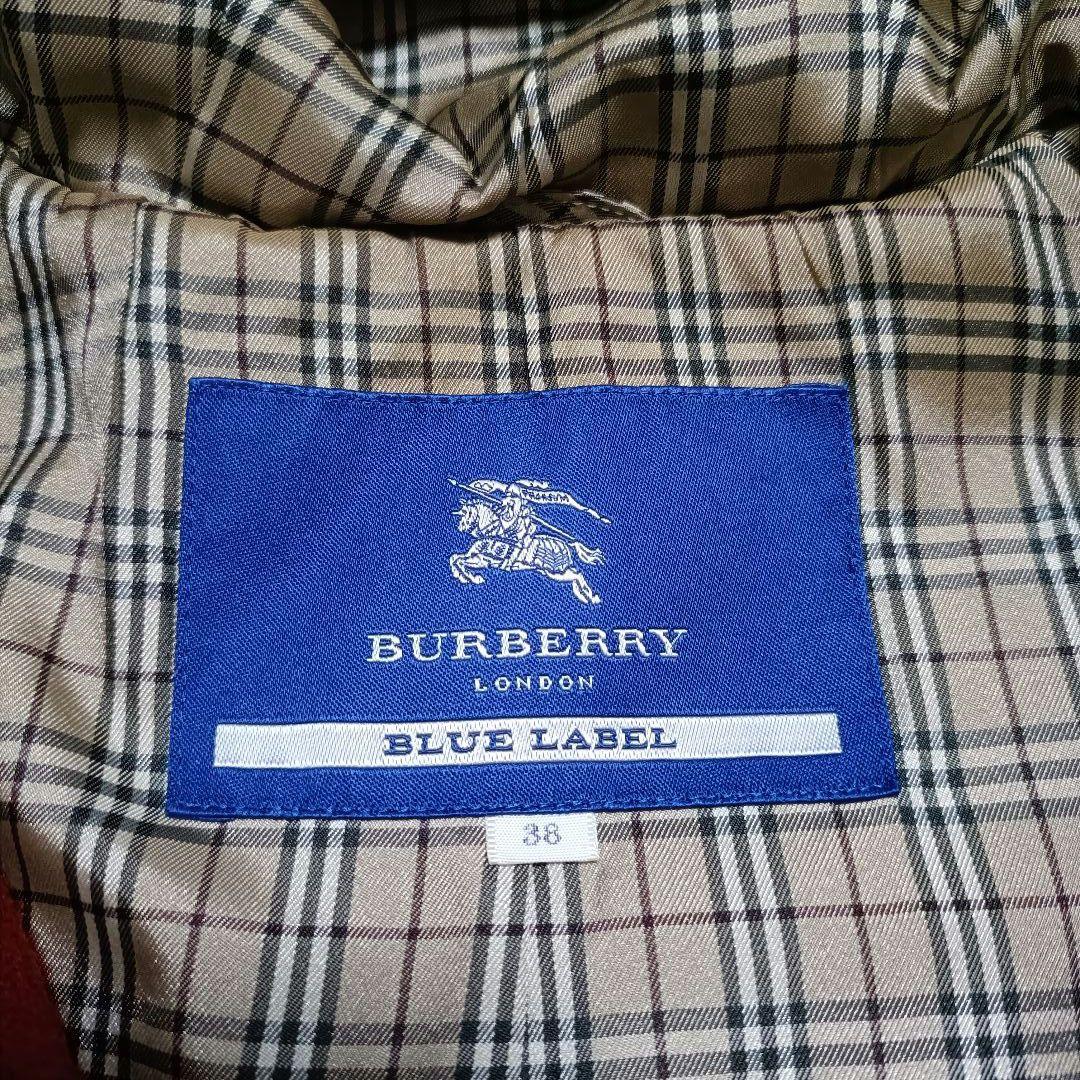 PRORSUM
BURBERRY
LONDON
BLUE LABEL
38